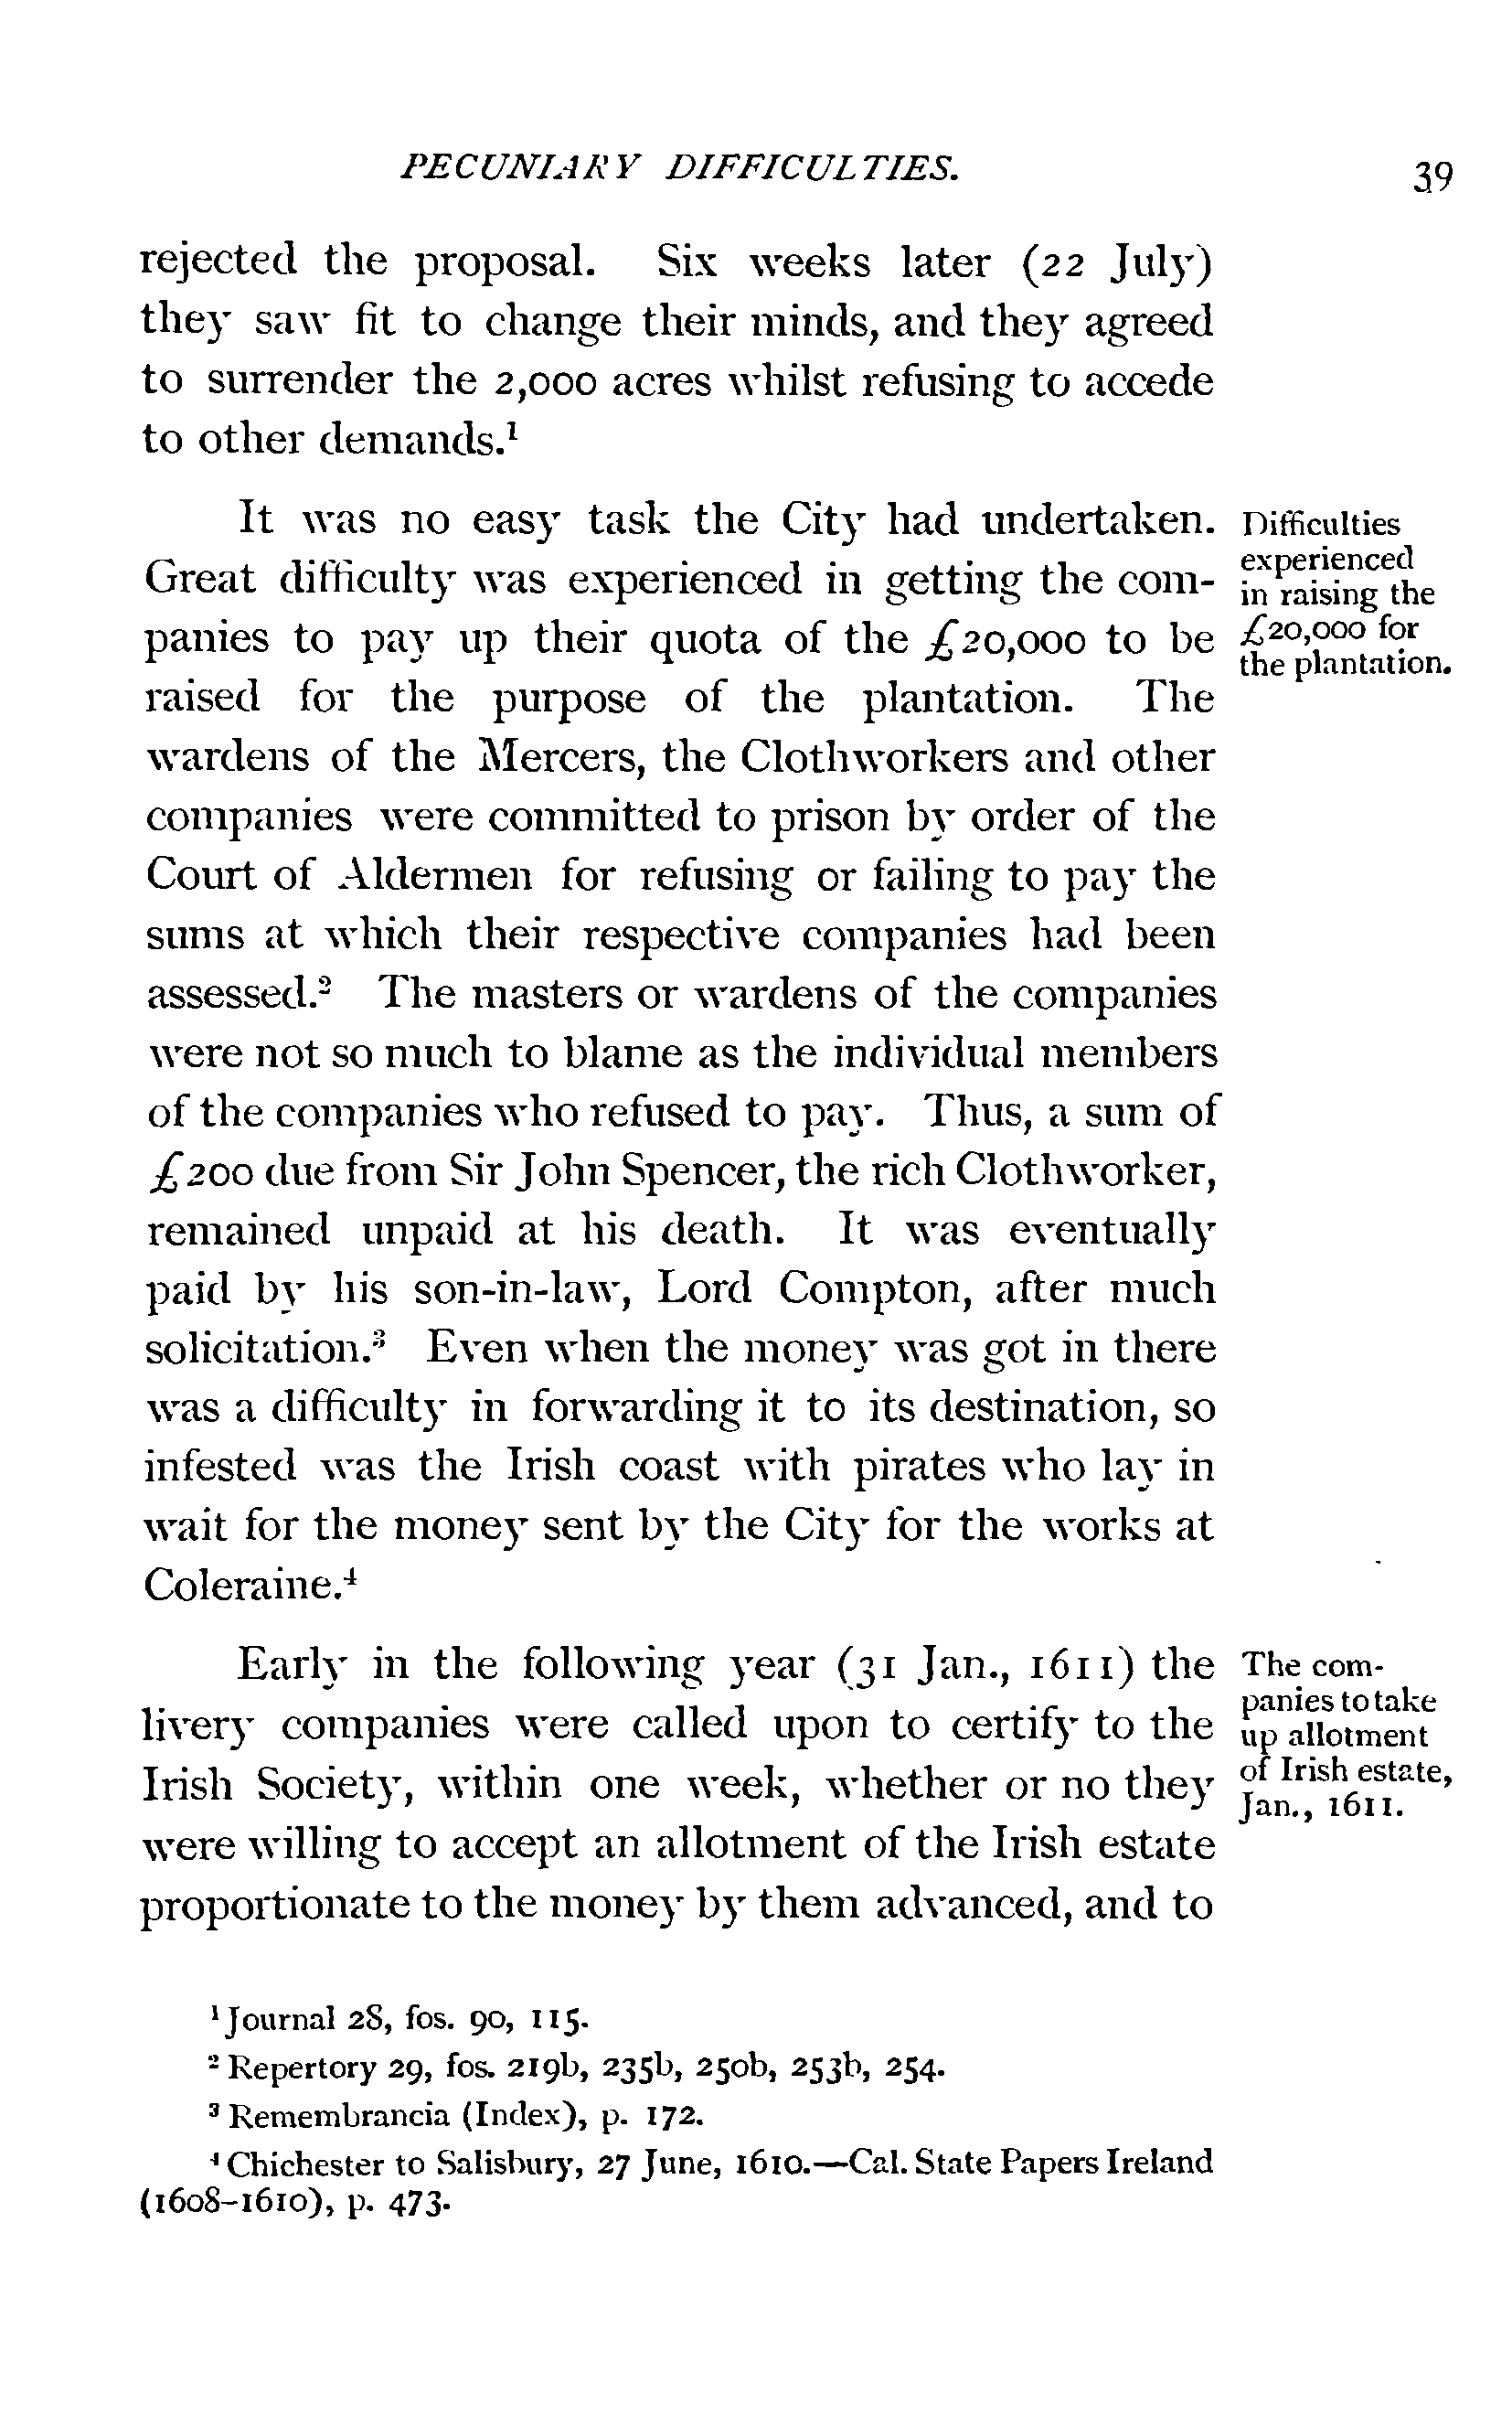 PECUNIARY DIFFICULTIES.
39
rejected the proposal. Six weeks later (22 July)
they saw fit to change their minds, and they agreed
to surrender the 2,000 acres whilst refusing to accede
to other demands.¹
It was no easy task the City had undertaken.
Great difficulty was experienced in getting the com-
panies to pay up their quota of the £20,000 to be
raised for the purpose of the plantation. The
wardens of the Mercers, the Clothworkers and other
companies were committed to prison by order of the
Court of Aldermen for refusing or failing to pay the
sums at which their respective companies had been
assessed.² The masters or wardens of the companies
were not so much to blame as the individual members
of the companies who refused to pay. Thus, a sum of
£200 due from Sir John Spencer, the rich Clothworker,
remained unpaid at his death. It was eventually
paid by his son-in-law, Lord Compton, after much
solicitation.³ Even when the money was got in there
was a difficulty in forwarding it to its destination, so
infested was the Irish coast with pirates who lay in
wait for the money sent by the City for the works at
Coleraine.⁴
Difficulties
experienced
in raising the
£20,000 for
the plantation.
Early in the following year (31 Jan., 1611) the
livery companies were called upon to certify to the
Irish Society, within one week, whether or no they
were willing to accept an allotment of the Irish estate
proportionate to the money by them advanced, and to
The com-
panies to take
up allotment
of Irish estate,
Jan., 1611.
¹ Journal 28, fos. 90, 115.
² Repertory 29, fos. 219b, 235b, 250b, 253b, 254.
³ Remembrancia (Index), p. 172.
⁴ Chichester to Salisbury, 27 June, 1610.—Cal. State Papers Ireland
(1608-1610), p. 473.